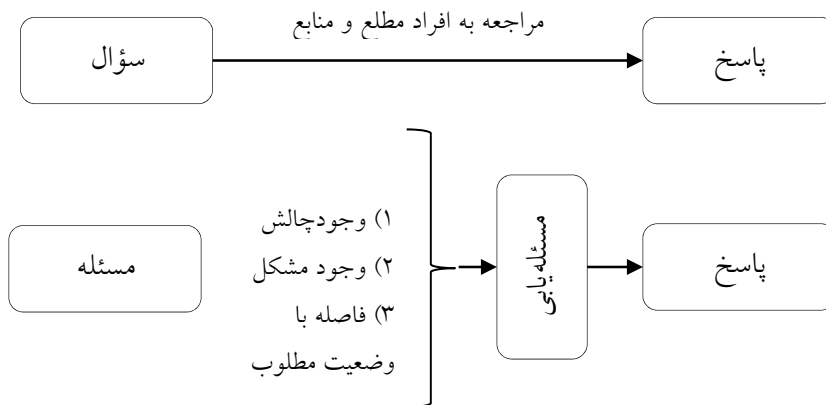 مراجعه به افراد مطلع و منابع
سؤال
پاسخ
مسئله
۱) وجودچالش
۲) وجود مشکل
۳) فاصله با
وضعیت مطلوب
مسئله‌یابی
پاسخ